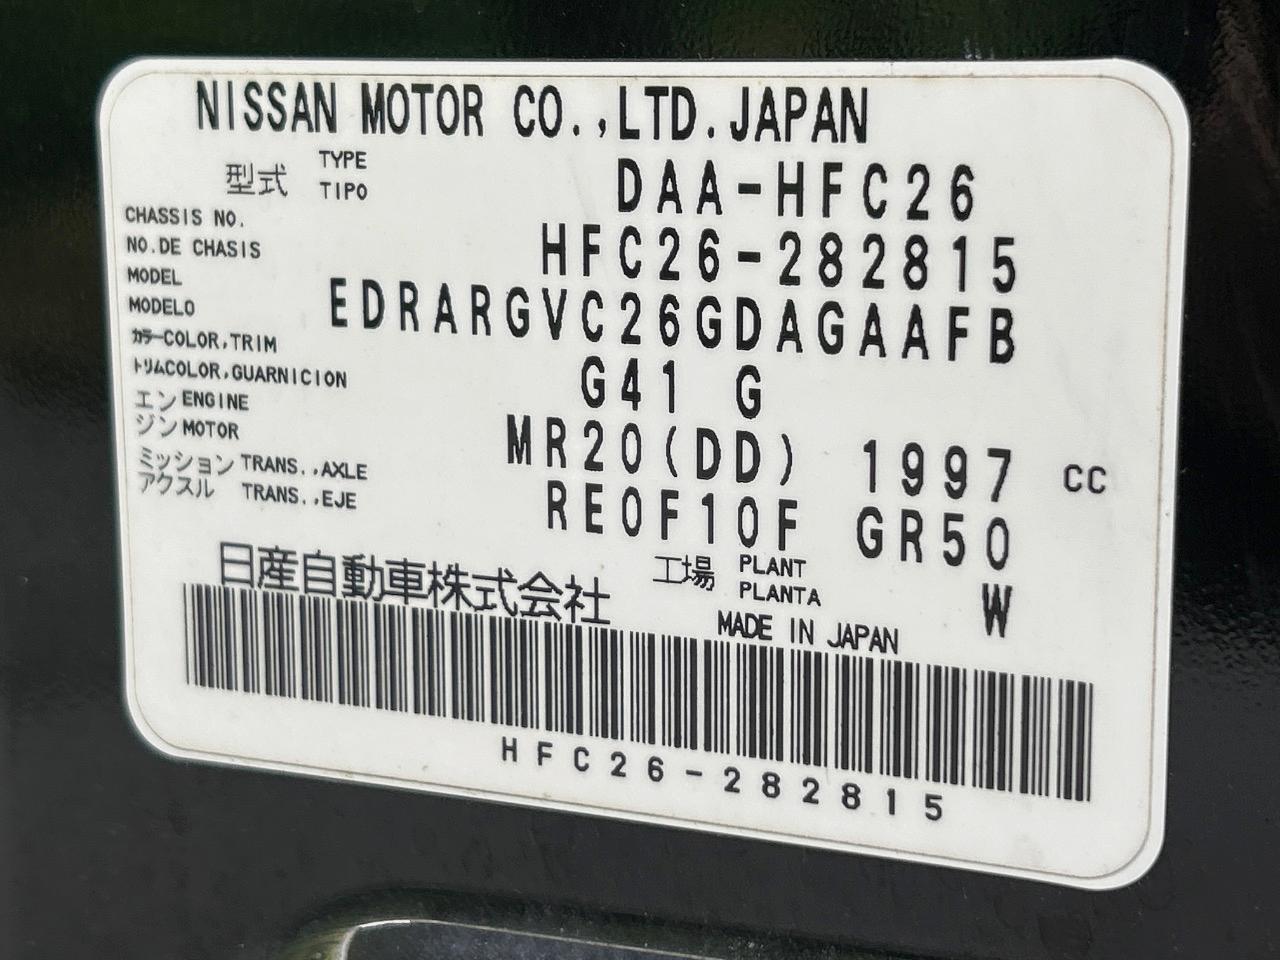 NISSAN MOTOR CO.,LTD.JAPAN
型式 TYPE TIPO DAA-HFC26
CHASSIS NO.
NO.DE CHASIS HFC26-282815
MODEL
MODELO EDRARGVC26GDAGAAFB
カラーCOLOR,TRIM
トリムCOLOR,GUARNICION G41 G
エン ENGINE
ジン MOTOR MR20(DD) 1997 CC
ミッション TRANS.,AXLE
アクスル TRANS.,EJE RE0F10F GR50
日産自動車株式会社 工場 PLANT PLANTA W
MADE IN JAPAN
HFC26-282815